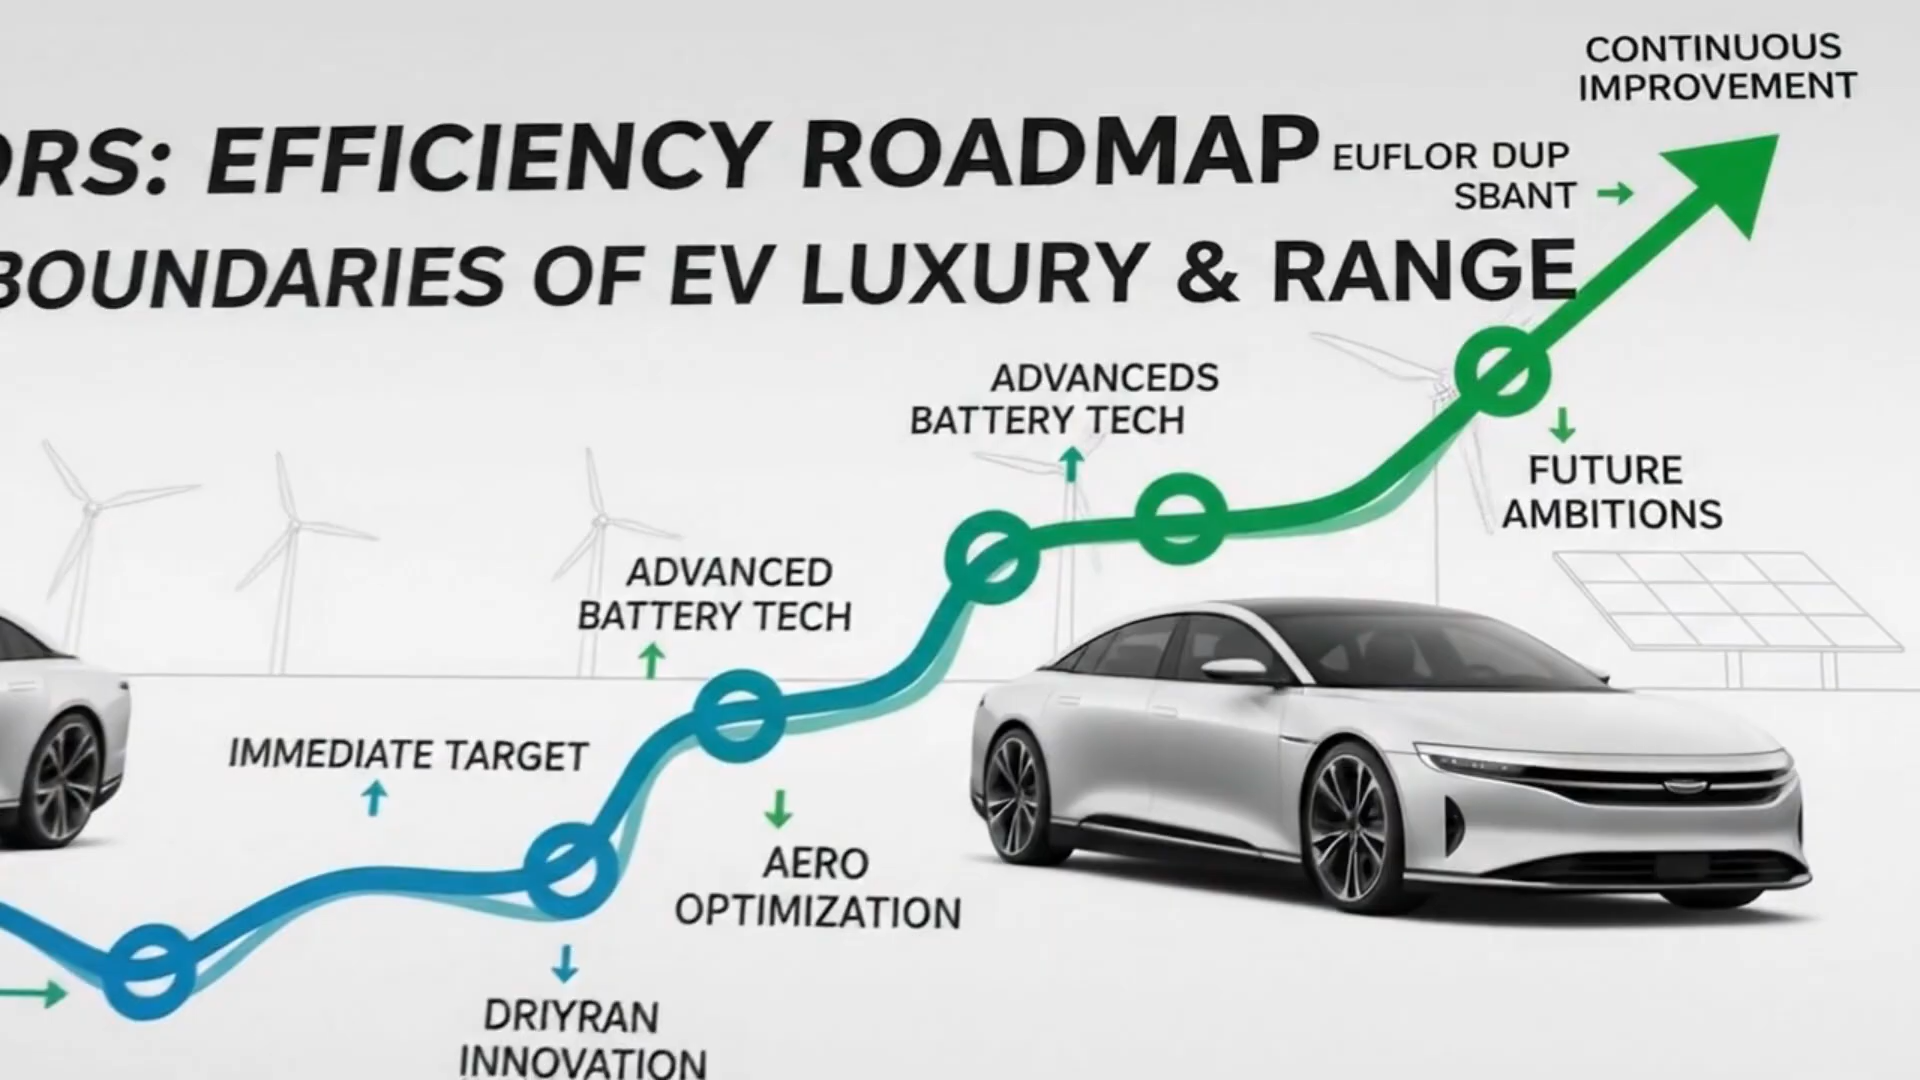 CONTINUOUS
IMPROVEMENT
ORS: EFFICIENCY ROADMAP
EUFLOR DUP
SBANT
BOUNDARIES OF EV LUXURY & RANGE
ADVANCEDS
BATTERY TECH
FUTURE
AMBITIONS
ADVANCED
BATTERY TECH
IMMEDIATE TARGET
AERO
OPTIMIZATION
DRIYRAN
INNOVATION